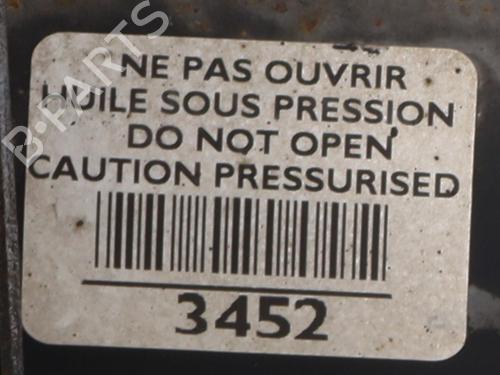 B-PARTS
NE PAS OUVRIR
HUILE SOUS PRESSION
DO NOT OPEN
CAUTION PRESSURISED
3452